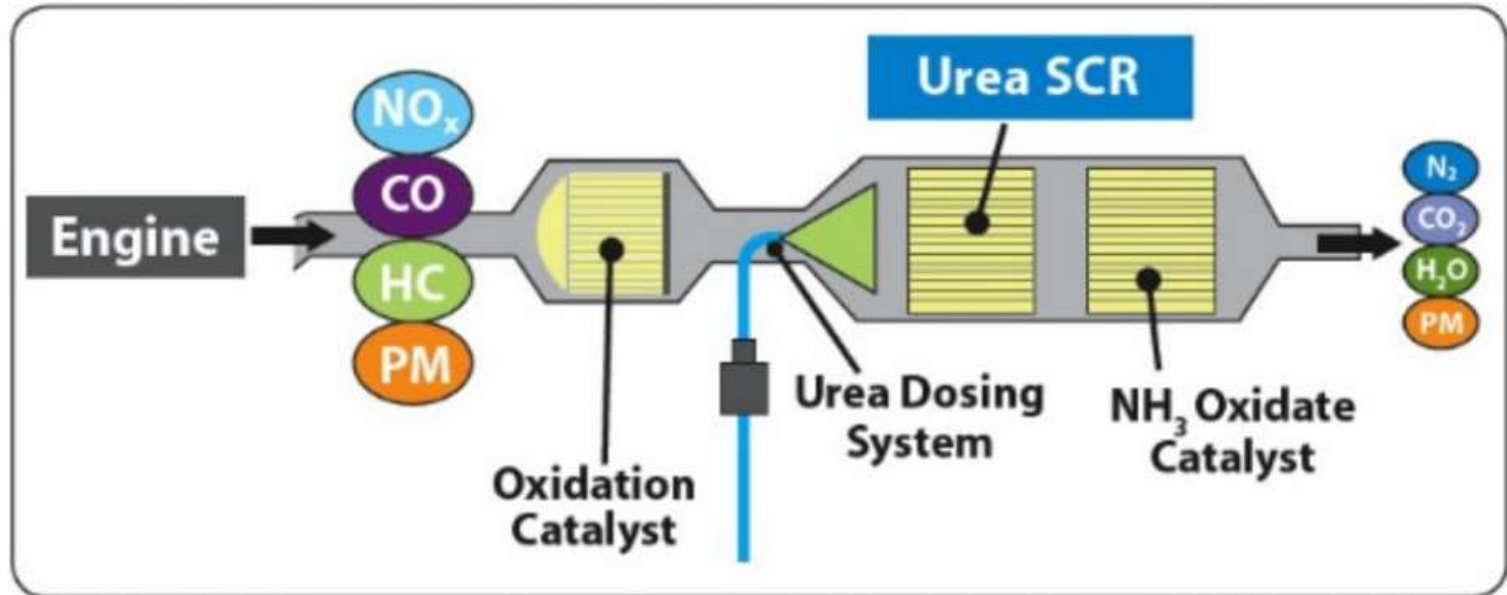 Urea SCR
NOₓ
CO
HC
PM
Engine
N₂
CO₂
H₂O
PM
Urea Dosing
System
NH₃ Oxidate
Catalyst
Oxidation
Catalyst